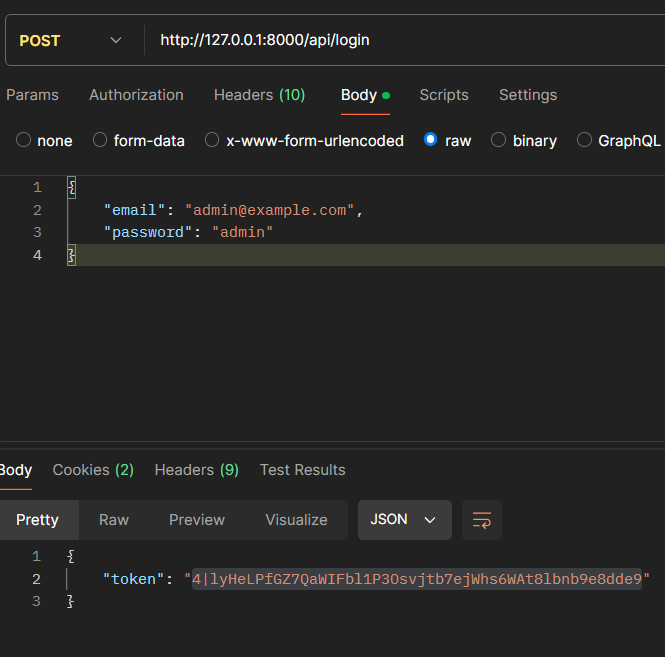 POST http://127.0.0.1:8000/api/login
Params Authorization Headers (10) Body Scripts Settings
none form-data x-www-form-urlencoded raw binary GraphQL
1 {
2 "email": "admin@example.com",
3 "password": "admin"
4 }
Body Cookies (2) Headers (9) Test Results
Pretty Raw Preview Visualize JSON
1 {
2 "token": "4|lyHeLPfGZ7QaWIFbl1P3Osvjtb7ejWhs6WAt8lbnb9e8dde9"
3 }